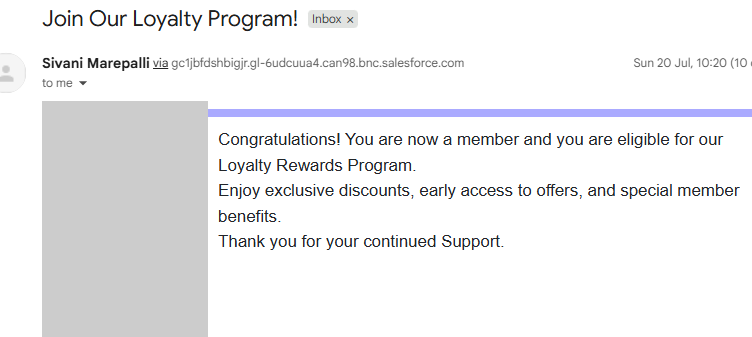 Join Our Loyalty Program! Inbox ×
Sivani Marepalli via gc1jbfdshbigjr.gl-6udcuua4.can98.bnc.salesforce.com Sun 20 Jul, 10:20 (10
to me
Congratulations! You are now a member and you are eligible for our
Loyalty Rewards Program.
Enjoy exclusive discounts, early access to offers, and special member
benefits.
Thank you for your continued Support.